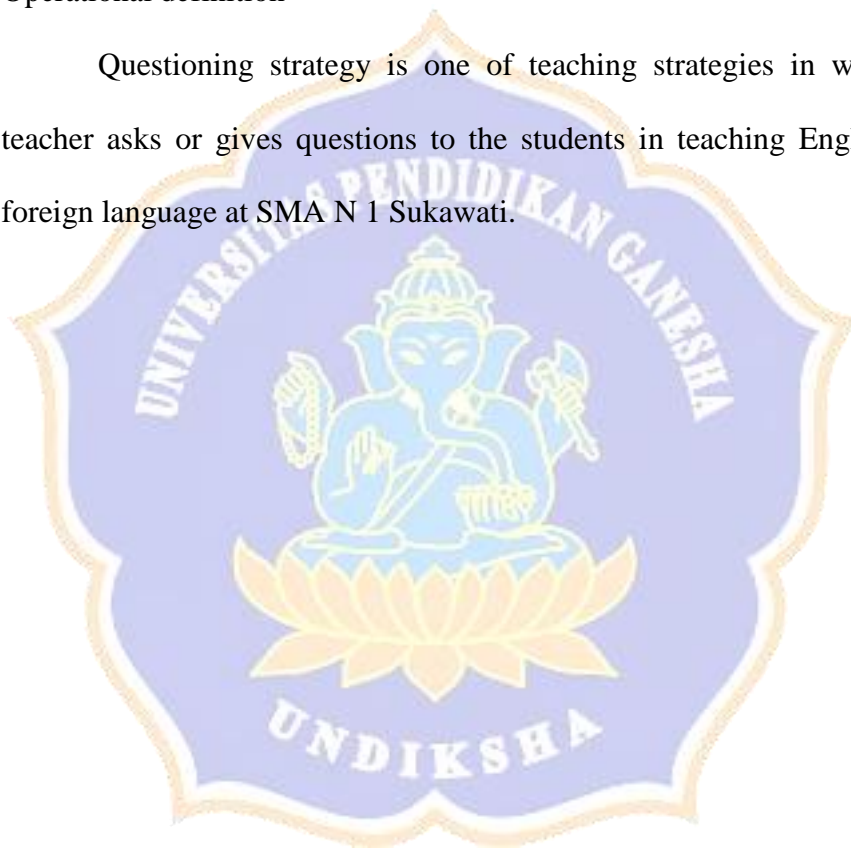 Operational definition
Questioning strategy is one of teaching strategies in w
teacher asks or gives questions to the students in teaching Engl
foreign language at SMA N 1 Sukawati.
UNIVERSITAS PENDIDIKAN GANESHA
UNDIKSHA